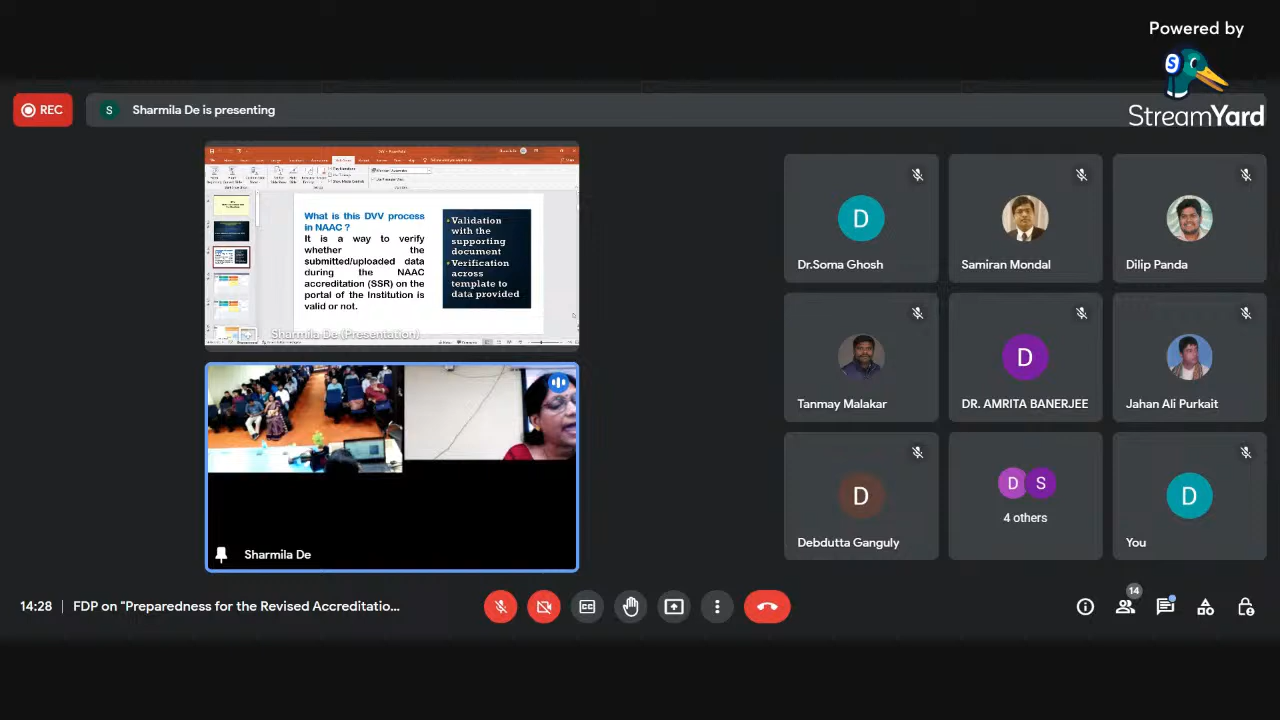 Powered by
StreamYard
REC
S
Sharmila De is presenting
What is this DVV process
in NAAC ?
It is a way to verify
whether the
submitted/uploaded data
during the NAAC
accreditation (SSR) on the
portal of the Institution is
valid or not.
Validation
with the
supporting
document
Verification
across
template to
data provided
Sharmila De (Presentation)
Sharmila De
D
Dr.Soma Ghosh
Samiran Mondal
Dilip Panda
Tanmay Malakar
D
DR. AMRITA BANERJEE
Jahan Ali Purkait
D
Debdutta Ganguly
D S
4 others
D
You
14:28
FDP on "Preparedness for the Revised Accreditatio...
14